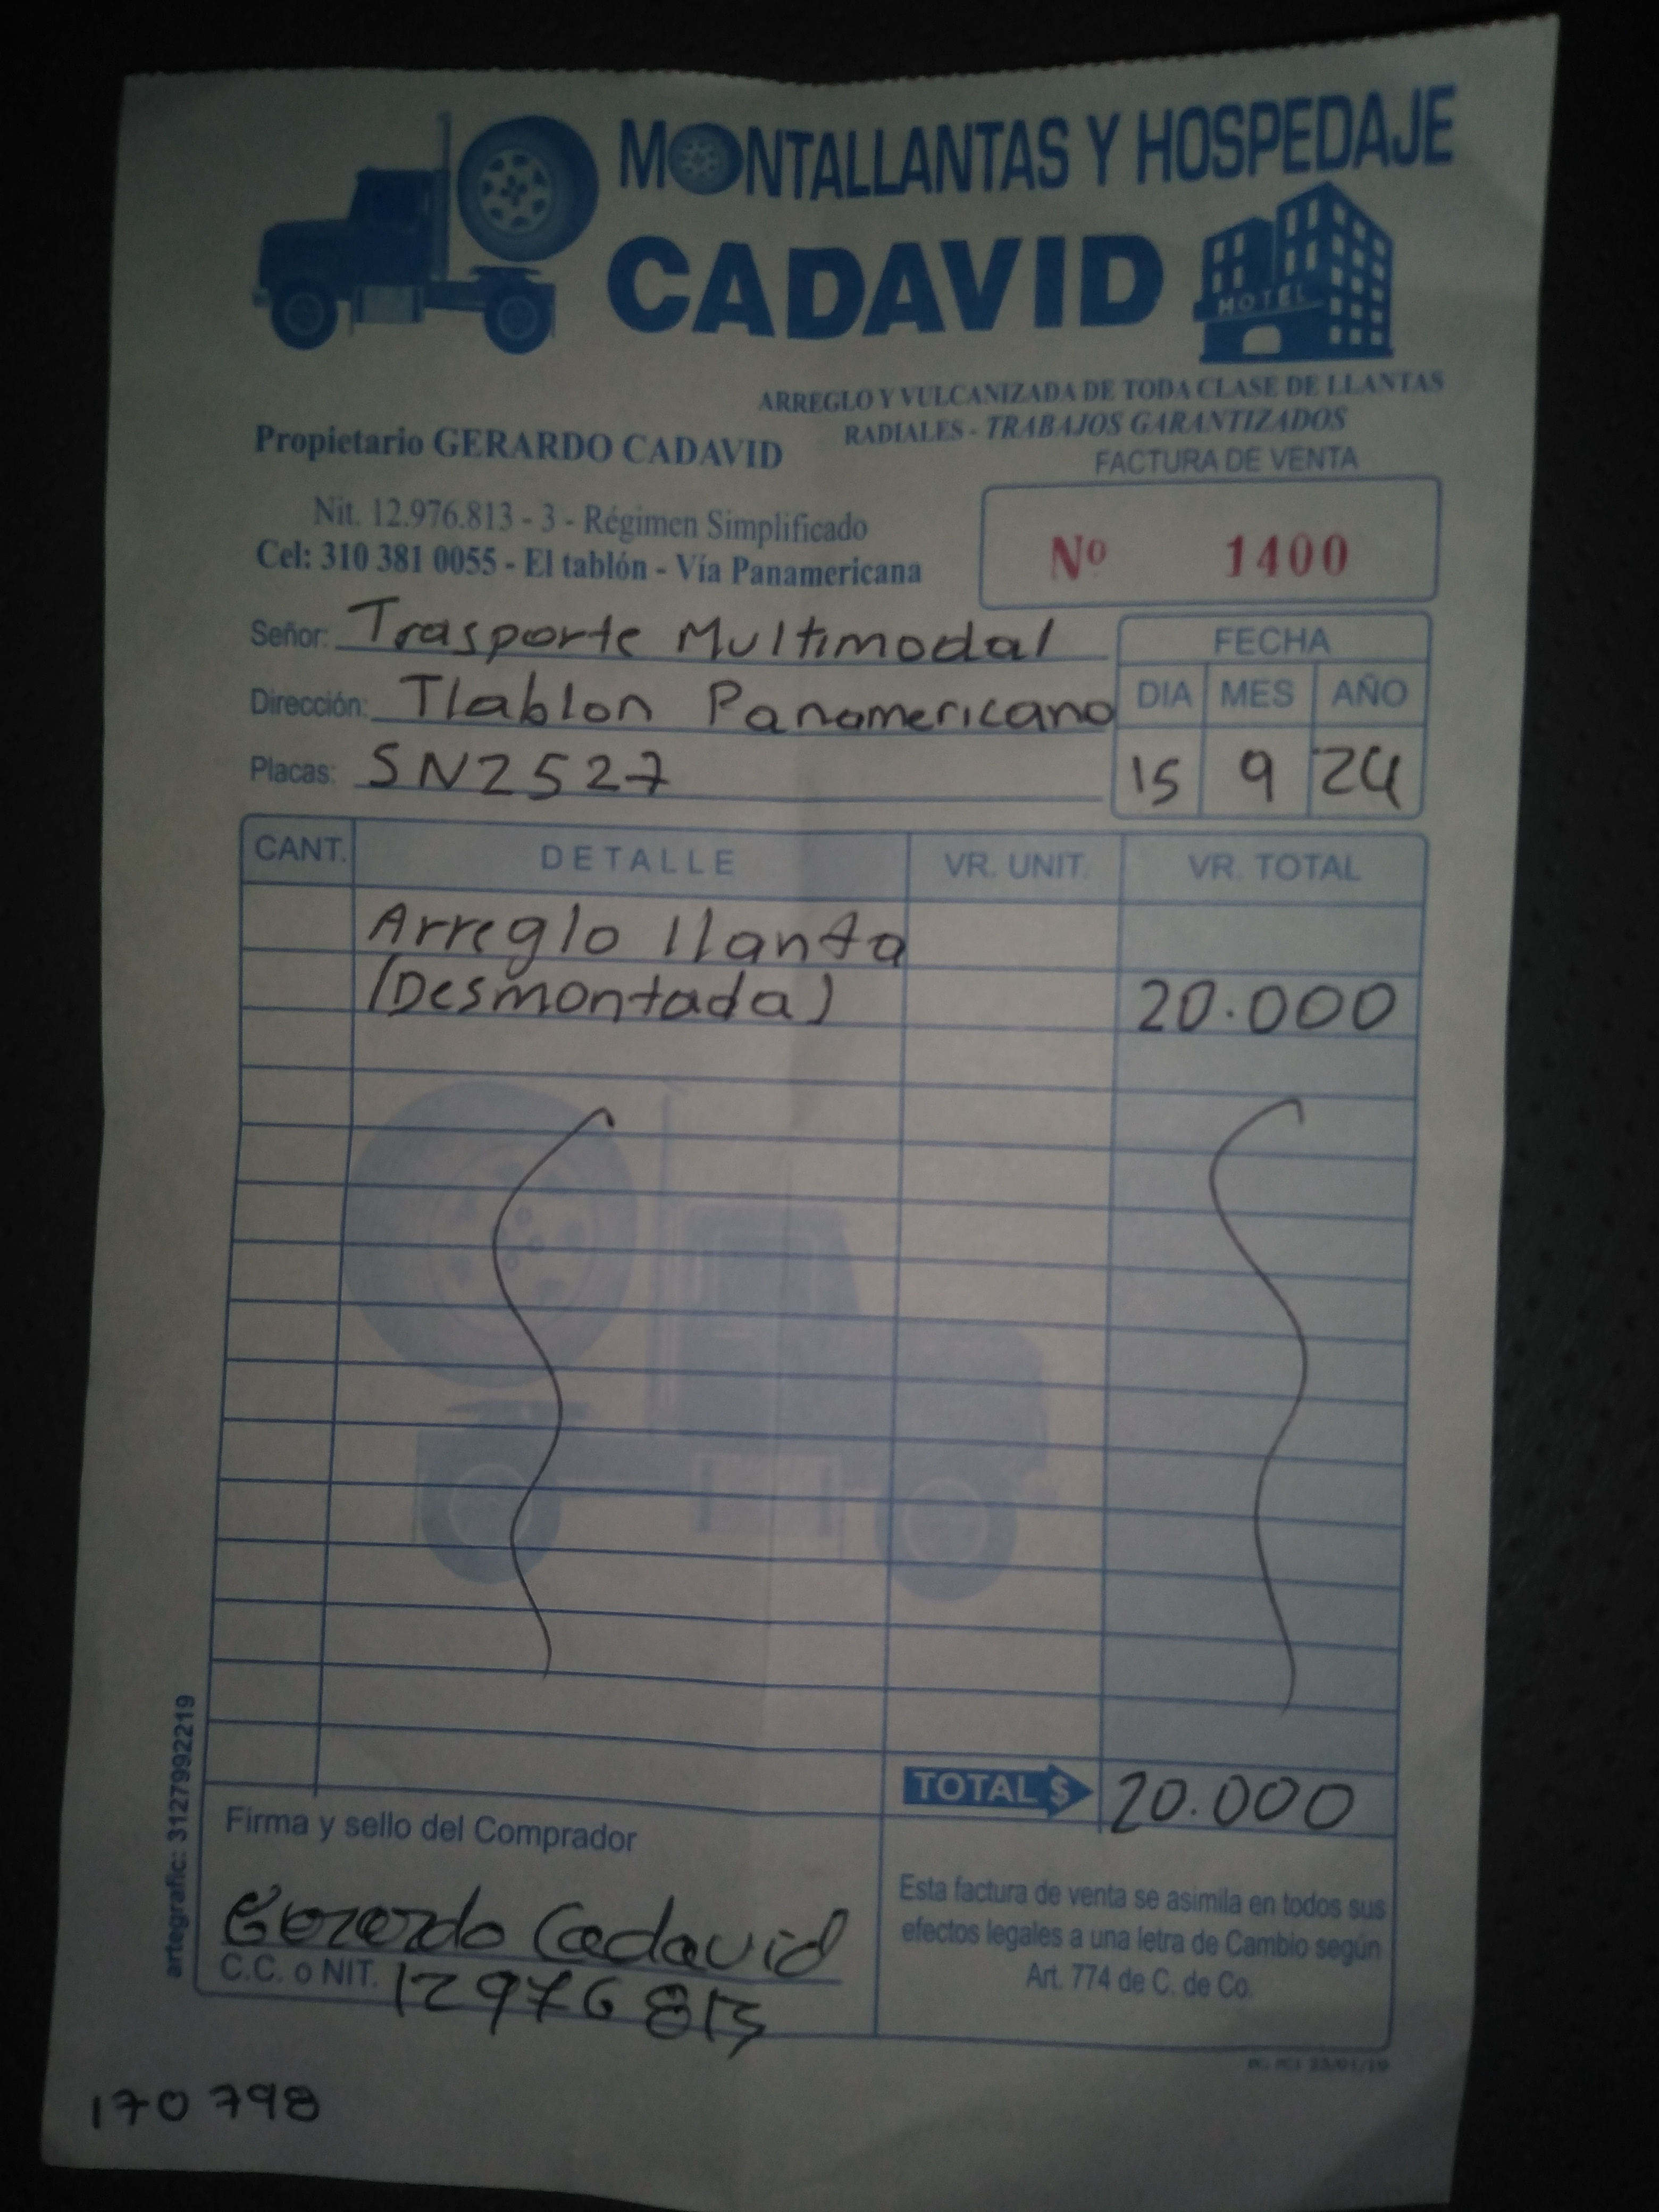 MONTALLANTAS Y HOSPEDAJE
CADAVID
HOTEL
ARREGLO Y VULCANIZADA DE TODA CLASE DE LLANTAS
RADIALES - TRABAJOS GARANTIZADOS
Propietario GERARDO CADAVID
FACTURA DE VENTA
Nit. 12.976.813 - 3 - Régimen Simplificado
Nº 1400
Cel: 310 381 0055 - El tablón - Vía Panamericana
Señor: Trasporte Multimodal
FECHA
Dirección: Tlablon Panamericano
DIA MES AÑO
Placas: SNZ527
15 9 24
CANT. DETALLE VR. UNIT. VR. TOTAL
Arreglo llanta
(Desmontada) 20.000
TOTAL $ 20.000
Firma y sello del Comprador
Gerardo Cadavid
C.C. o NIT. 12976813
Esta factura de venta se asimila en todos sus
efectos legales a una letra de Cambio según
Art. 774 de C. de Co.
artegrafic: 3127992219
170798